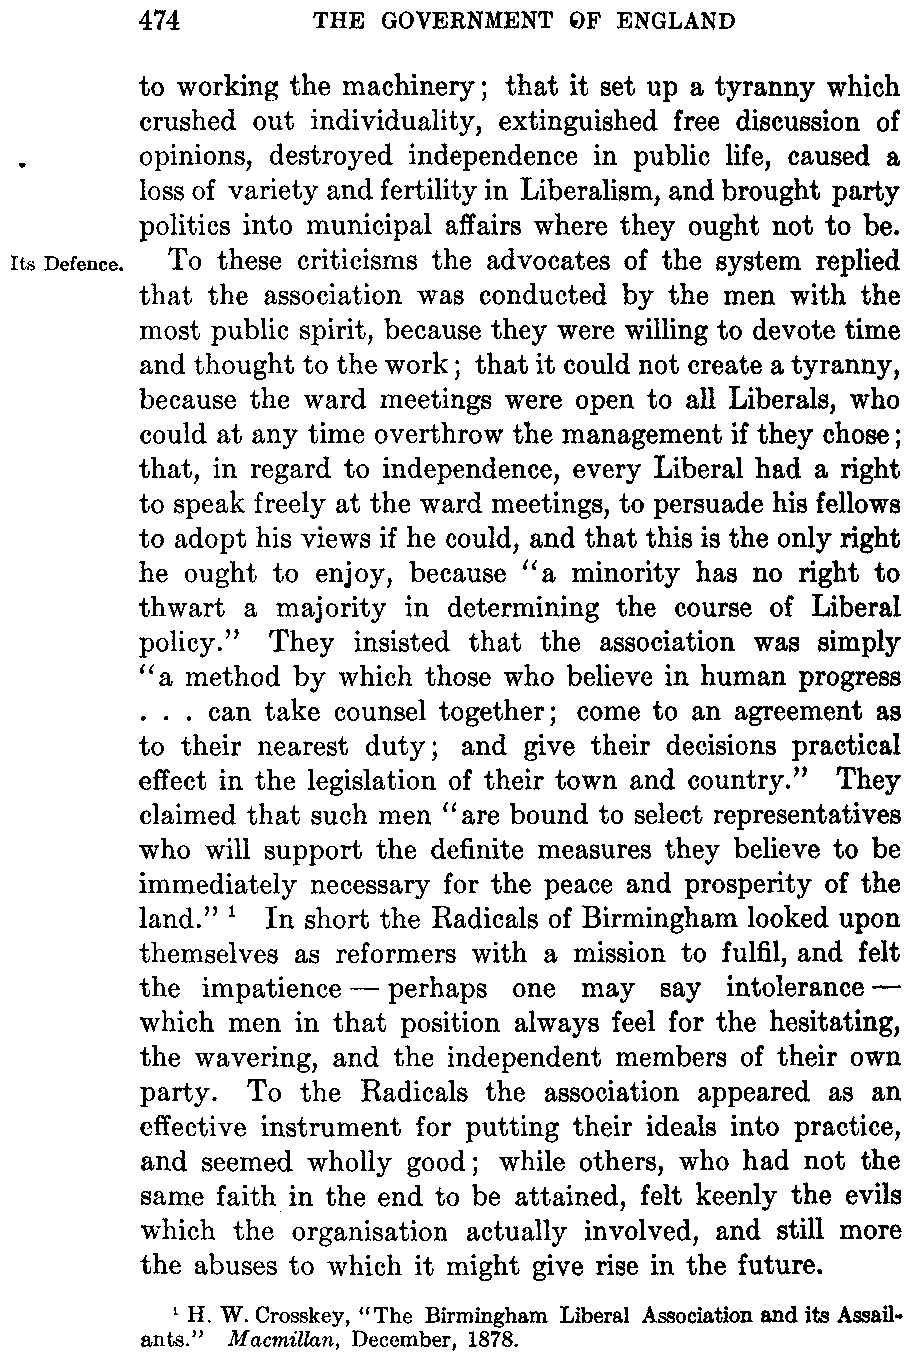 474 THE GOVERNMENT OF ENGLAND
to working the machinery; that it set up a tyranny which
crushed out individuality, extinguished free discussion of
opinions, destroyed independence in public life, caused a
loss of variety and fertility in Liberalism, and brought party
politics into municipal affairs where they ought not to be.
Its Defence. To these criticisms the advocates of the system replied
that the association was conducted by the men with the
most public spirit, because they were willing to devote time
and thought to the work; that it could not create a tyranny,
because the ward meetings were open to all Liberals, who
could at any time overthrow the management if they chose;
that, in regard to independence, every Liberal had a right
to speak freely at the ward meetings, to persuade his fellows
to adopt his views if he could, and that this is the only right
he ought to enjoy, because "a minority has no right to
thwart a majority in determining the course of Liberal
policy." They insisted that the association was simply
"a method by which those who believe in human progress
. . . can take counsel together; come to an agreement as
to their nearest duty; and give their decisions practical
effect in the legislation of their town and country." They
claimed that such men "are bound to select representatives
who will support the definite measures they believe to be
immediately necessary for the peace and prosperity of the
land." ¹ In short the Radicals of Birmingham looked upon
themselves as reformers with a mission to fulfil, and felt
the impatience — perhaps one may say intolerance —
which men in that position always feel for the hesitating,
the wavering, and the independent members of their own
party. To the Radicals the association appeared as an
effective instrument for putting their ideals into practice,
and seemed wholly good; while others, who had not the
same faith in the end to be attained, felt keenly the evils
which the organisation actually involved, and still more
the abuses to which it might give rise in the future.
¹ H. W. Crosskey, "The Birmingham Liberal Association and its Assail-
ants." Macmillan, December, 1878.